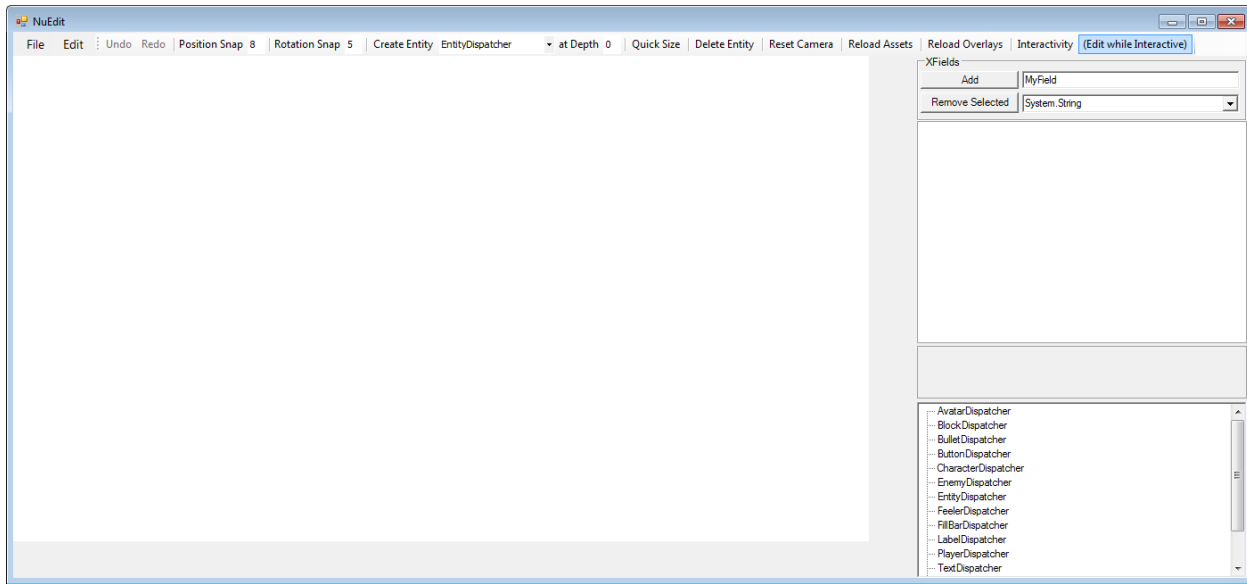 NuEdit
File Edit Undo Redo Position Snap 8 Rotation Snap 5 Create Entity EntityDispatcher at Depth 0 Quick Size Delete Entity Reset Camera Reload Assets Reload Overlays Interactivity (Edit while Interactive)
XFields
Add MyField
Remove Selected System.String
AvatarDispatcher
BlockDispatcher
BulletDispatcher
ButtonDispatcher
CharacterDispatcher
EnemyDispatcher
EntityDispatcher
FeelerDispatcher
FillBarDispatcher
LabelDispatcher
PlayerDispatcher
TextDispatcher